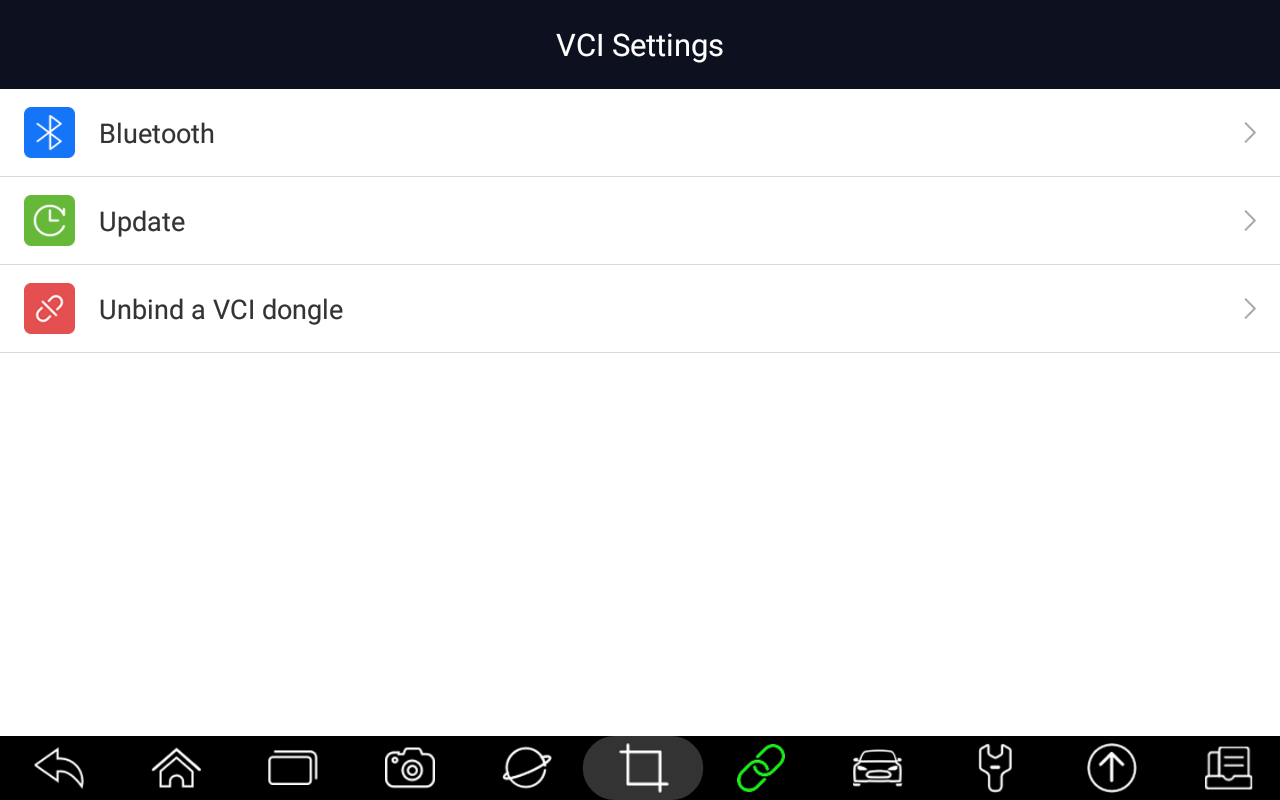 VCI Settings
Bluetooth
Update
Unbind a VCI dongle